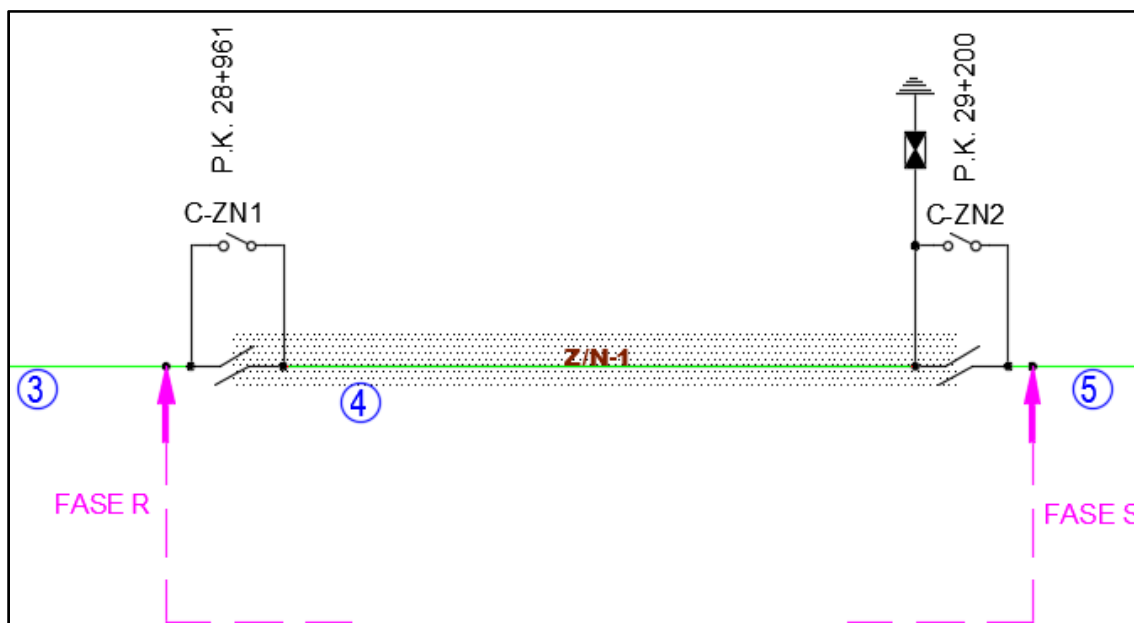 P.K. 28+961
P.K. 29+200
C-ZN1
C-ZN2
Z/N-1
3
4
5
FASE R
FASE S